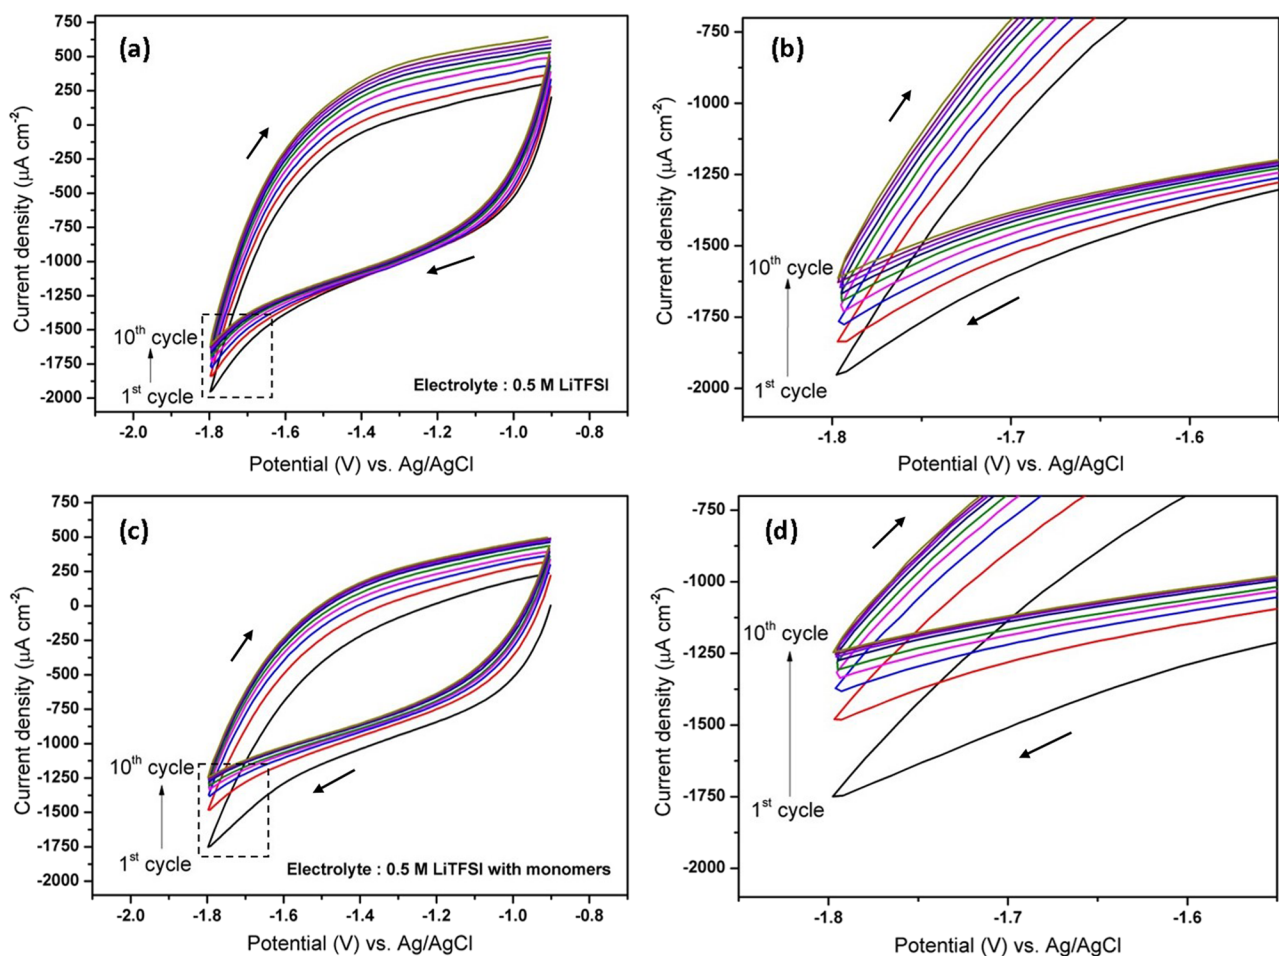 (a)
750
500
250
0
-250
-500
-750
-1000
-1250
-1500
-1750
-2000
Current density (µA cm⁻²)
10ᵗʰ cycle
1ˢᵗ cycle
Electrolyte : 0.5 M LiTFSI
-2.0 -1.8 -1.6 -1.4 -1.2 -1.0 -0.8
Potential (V) vs. Ag/AgCl
(b)
-750
-1000
-1250
-1500
-1750
-2000
Current density (µA cm⁻²)
10ᵗʰ cycle
1ˢᵗ cycle
-1.8 -1.7 -1.6
Potential (V) vs. Ag/AgCl
(c)
750
500
250
0
-250
-500
-750
-1000
-1250
-1500
-1750
-2000
Current density (µA cm⁻²)
10ᵗʰ cycle
1ˢᵗ cycle
Electrolyte : 0.5 M LiTFSI with monomers
-2.0 -1.8 -1.6 -1.4 -1.2 -1.0 -0.8
Potential (V) vs. Ag/AgCl
(d)
-750
-1000
-1250
-1500
-1750
-2000
Current density (µA cm⁻²)
10ᵗʰ cycle
1ˢᵗ cycle
-1.8 -1.7 -1.6
Potential (V) vs. Ag/AgCl